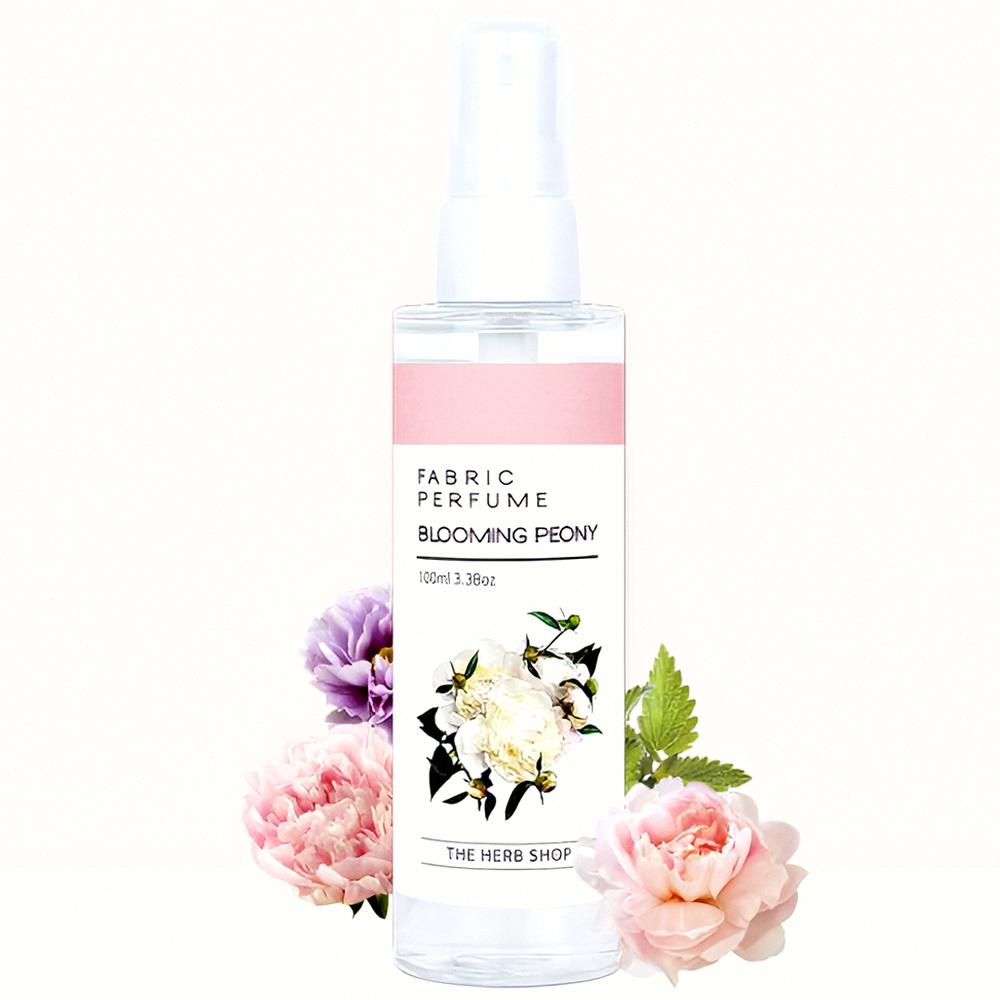 FABRIC
PERFUME
BLOOMING PEONY
100ml 3.38oz
THE HERB SHOP